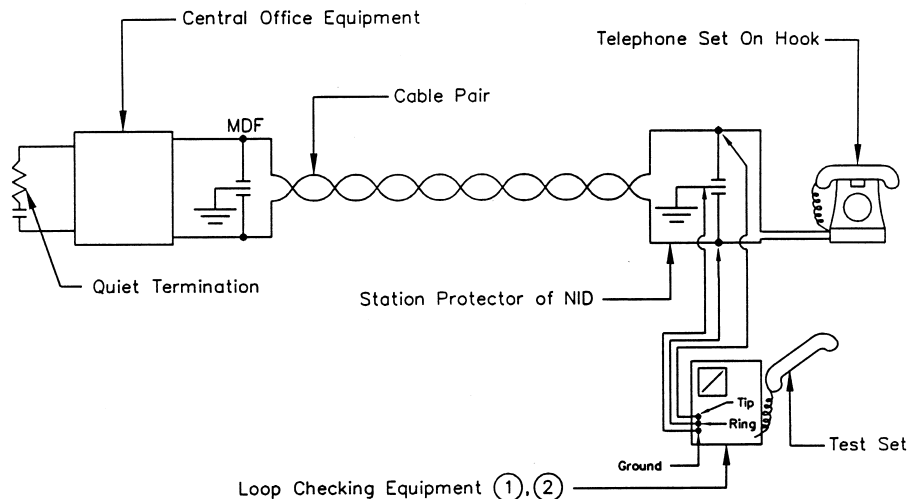 Central Office Equipment
Telephone Set On Hook
Cable Pair
MDF
Quiet Termination
Station Protector of NID
Tip
Ring
Test Set
Ground
Loop Checking Equipment 1, 2